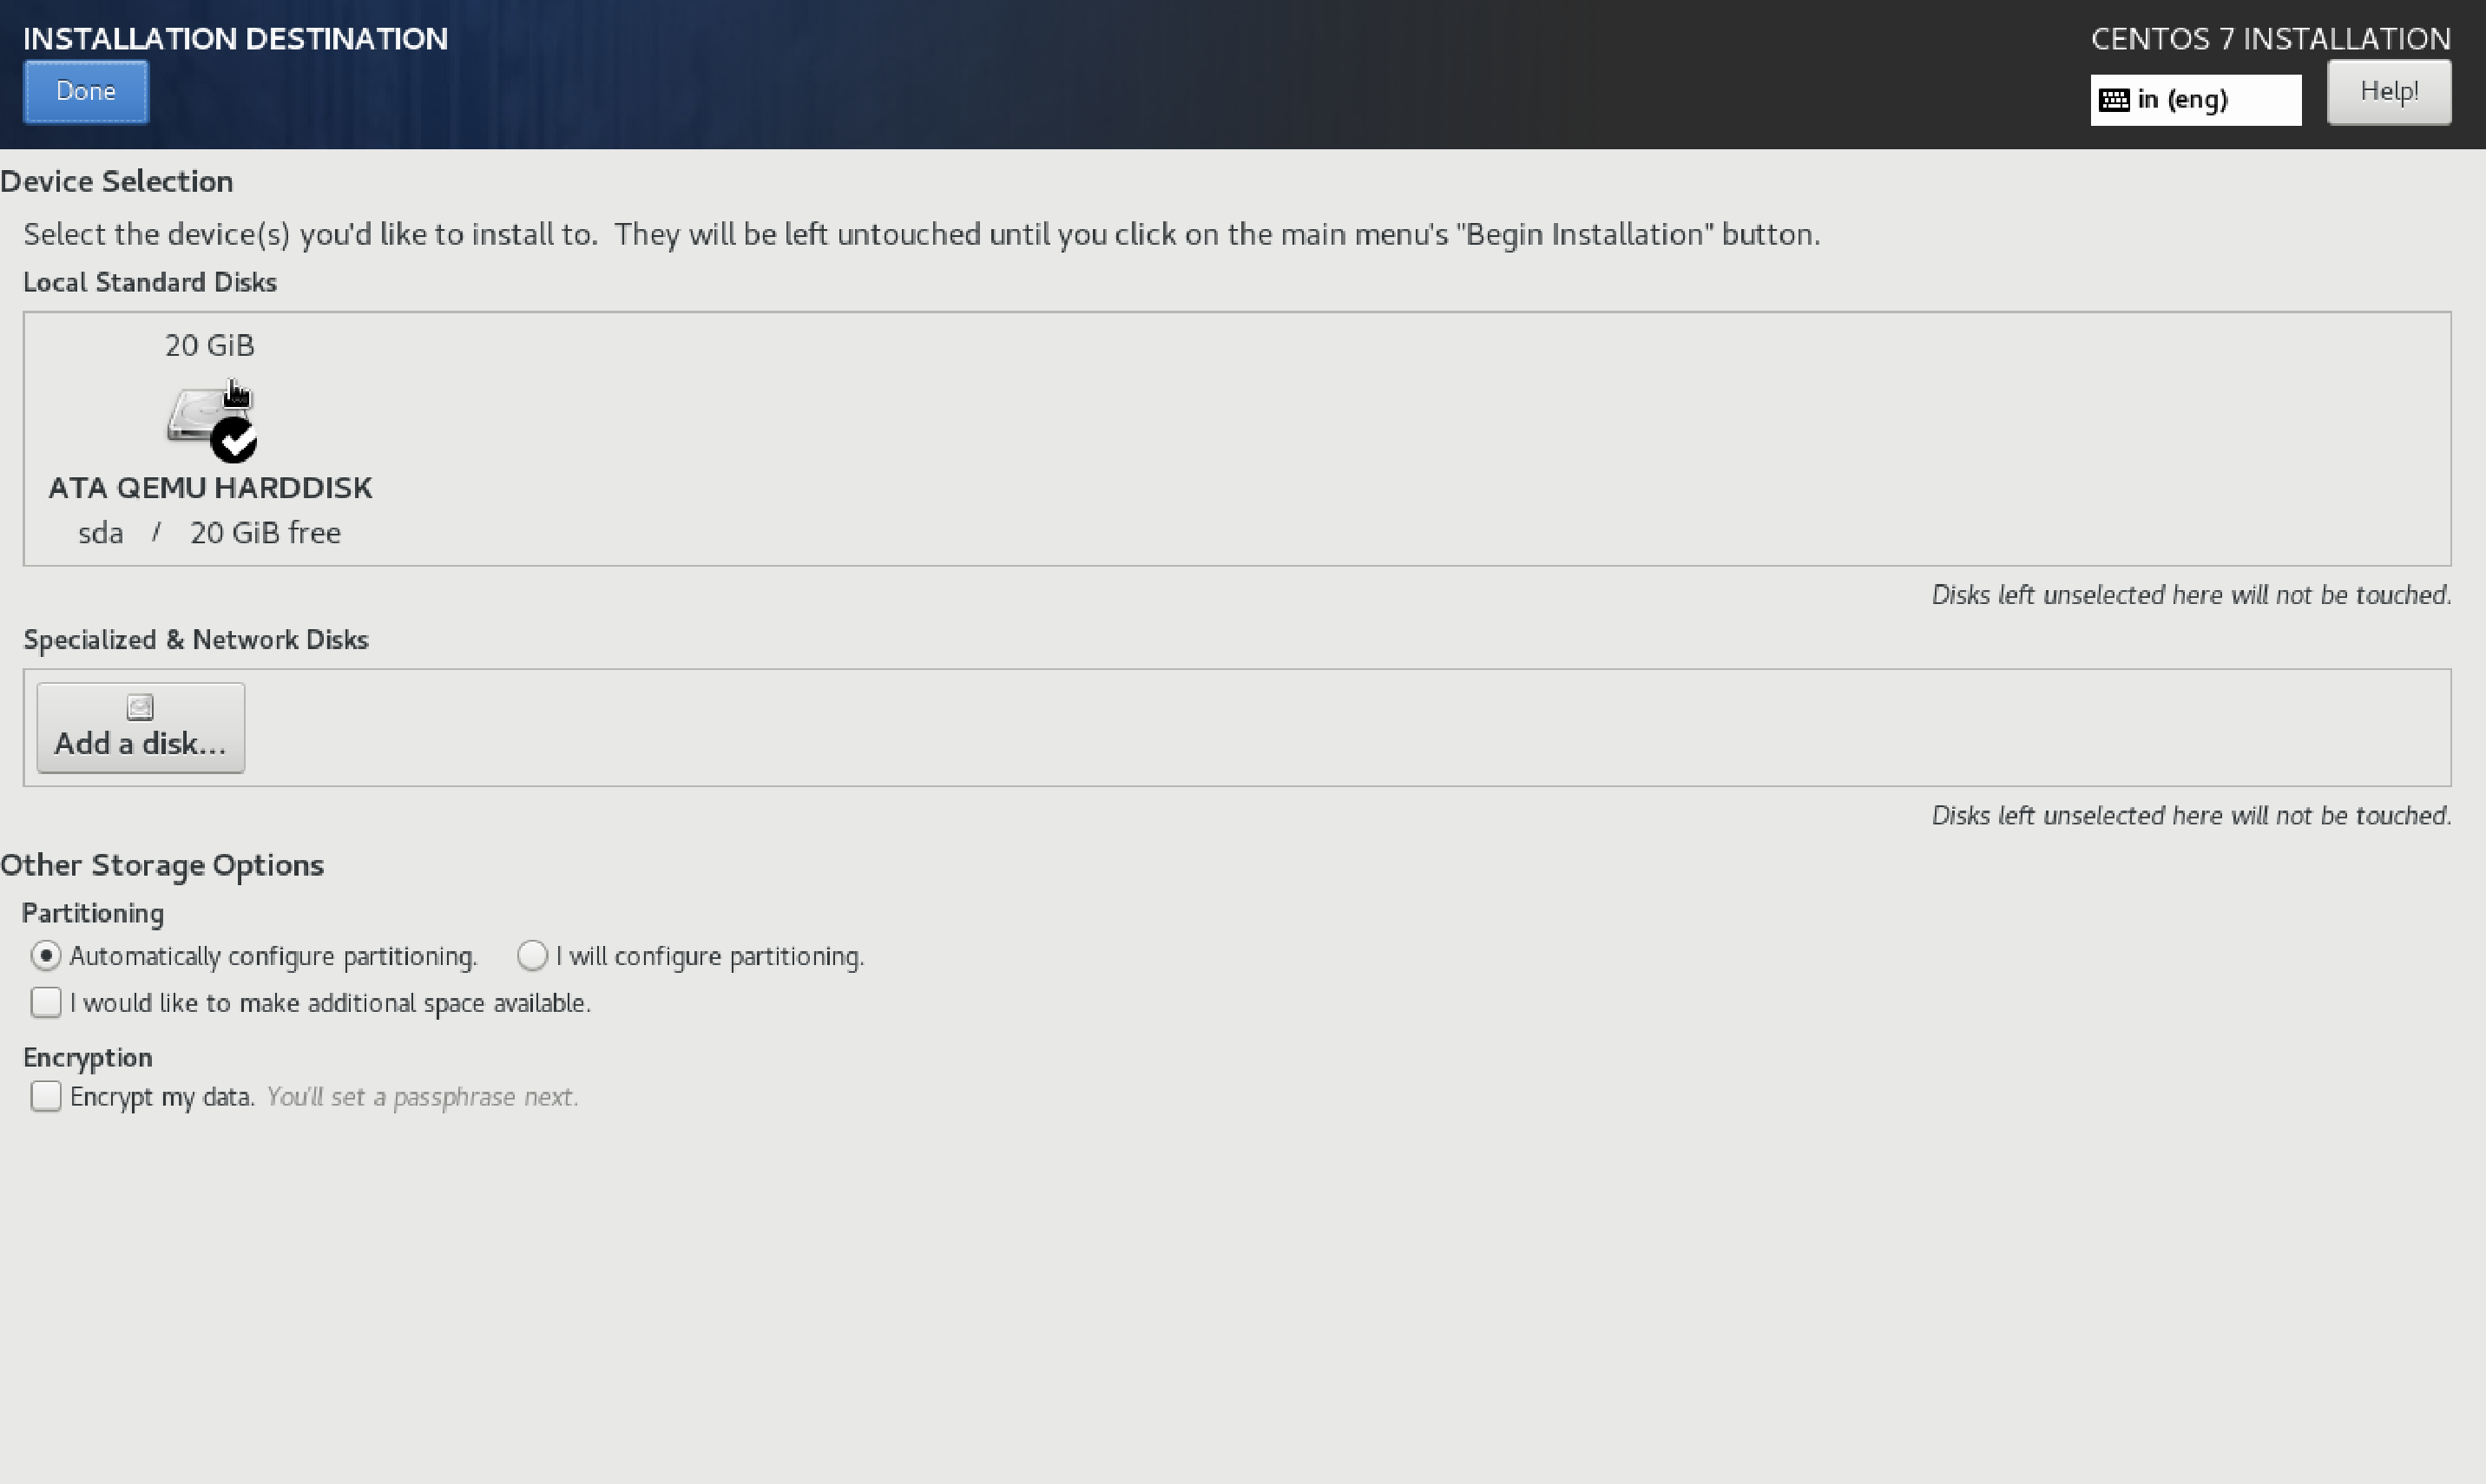 INSTALLATION DESTINATION
CENTOS 7 INSTALLATION
Done
in (eng)
Help!
Device Selection
Select the device(s) you'd like to install to.  They will be left untouched until you click on the main menu's "Begin Installation" button.
Local Standard Disks
20 GiB
ATA QEMU HARDDISK
sda / 20 GiB free
Disks left unselected here will not be touched.
Specialized & Network Disks
Add a disk...
Disks left unselected here will not be touched.
Other Storage Options
Partitioning
Automatically configure partitioning. I will configure partitioning.
I would like to make additional space available.
Encryption
Encrypt my data. You'll set a passphrase next.